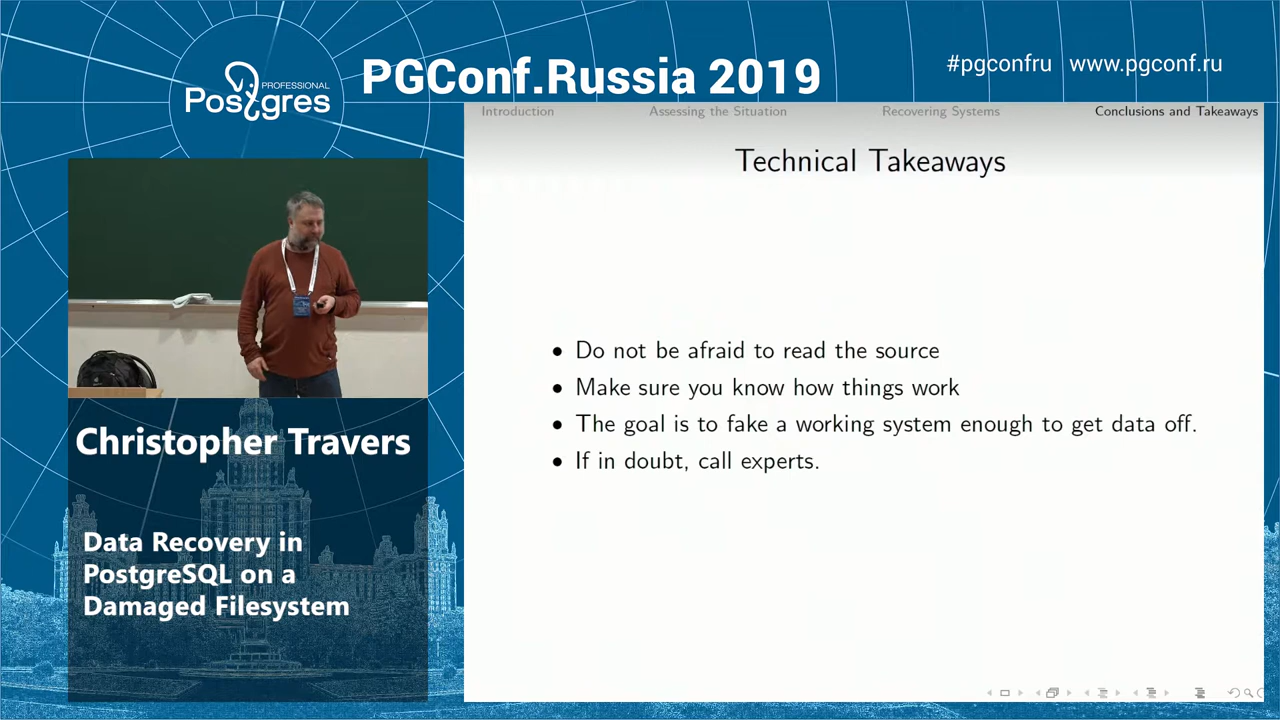 PROFESSIONAL
Postgres
PGConf.Russia 2019
#pgconfru www.pgconf.ru
Introduction Assessing the Situation Recovering Systems Conclusions and Takeaways
Technical Takeaways
• Do not be afraid to read the source
• Make sure you know how things work
• The goal is to fake a working system enough to get data off.
• If in doubt, call experts.
Christopher Travers
Data Recovery in
PostgreSQL on a
Damaged Filesystem